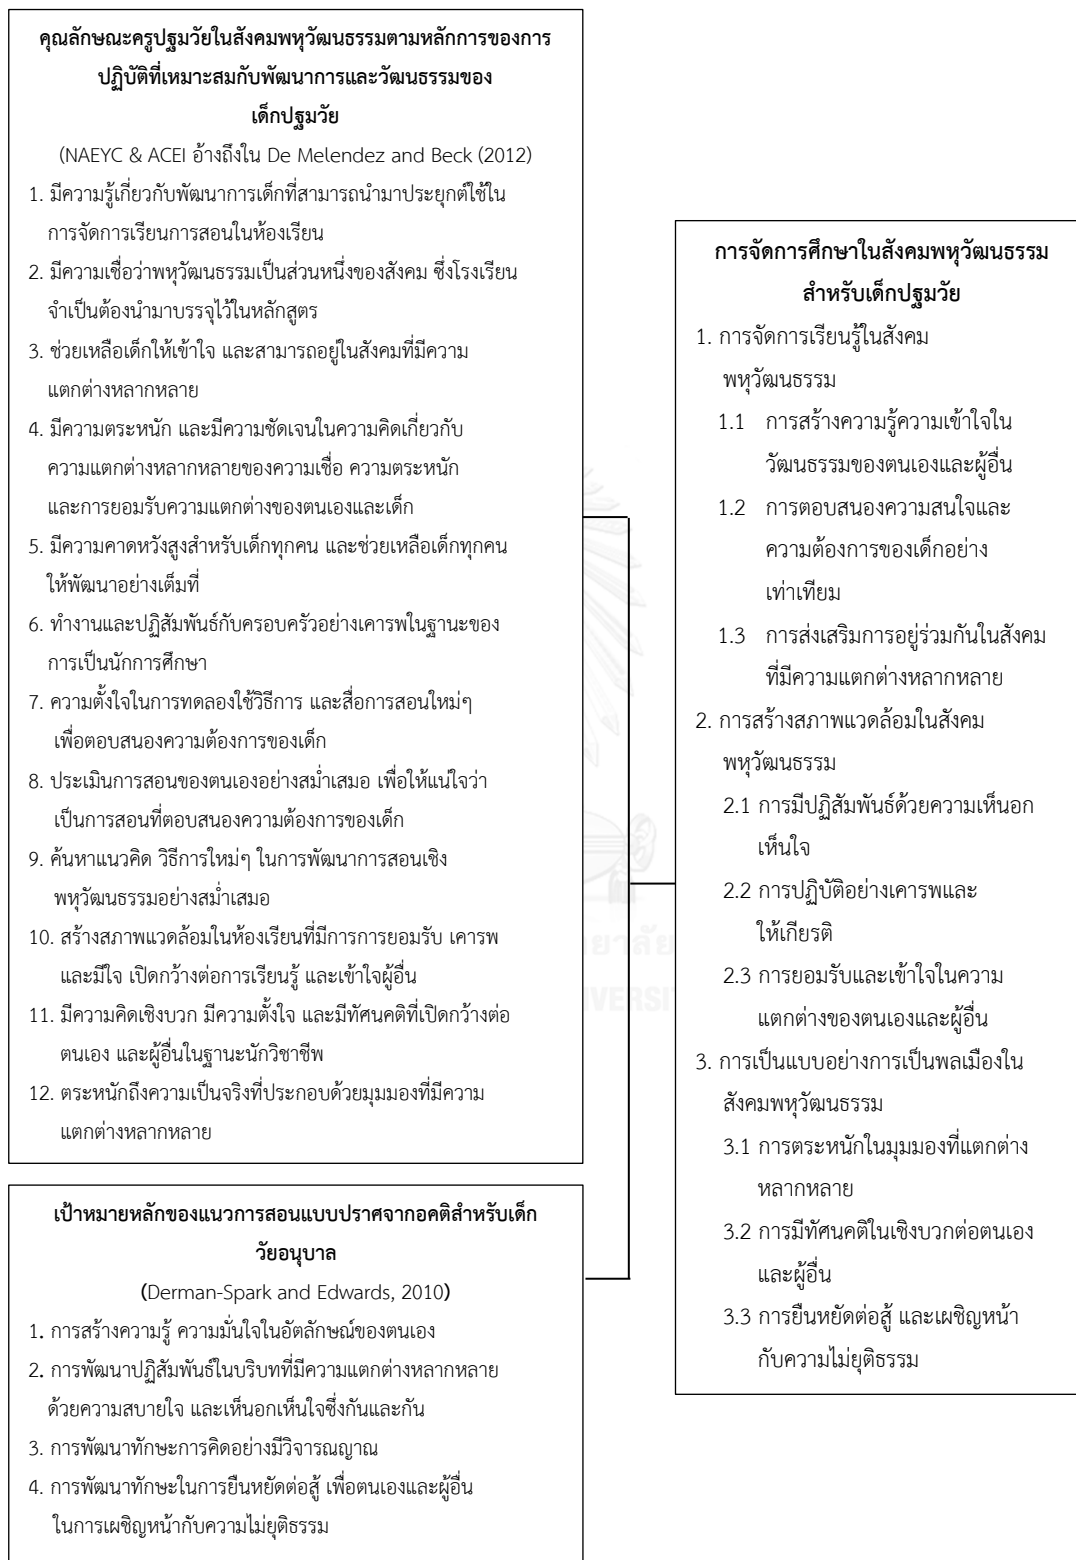 คุณลักษณะครูปฐมวัยในสังคมพหุวัฒนธรรมตามหลักการของการ
ปฏิบัติที่เหมาะสมกับพัฒนาการและวัฒนธรรมของ
เด็กปฐมวัย
(NAEYC & ACEI อ้างถึงใน De Melendez and Beck (2012)
1. มีความรู้เกี่ยวกับพัฒนาการเด็กที่สามารถนำมาประยุกต์ใช้ใน
การจัดการเรียนการสอนในห้องเรียน
2. มีความเชื่อว่าพหุวัฒนธรรมเป็นส่วนหนึ่งของสังคม ซึ่งโรงเรียน
จำเป็นต้องนำมาบรรจุไว้ในหลักสูตร
3. ช่วยเหลือเด็กให้เข้าใจ และสามารถอยู่ในสังคมที่มีความ
แตกต่างหลากหลาย
4. มีความตระหนัก และมีความชัดเจนในความคิดเกี่ยวกับ
ความแตกต่างหลากหลายของความเชื่อ ความตระหนัก
และการยอมรับความแตกต่างของตนเองและเด็ก
5. มีความคาดหวังสูงสำหรับเด็กทุกคน และช่วยเหลือเด็กทุกคน
ให้พัฒนาอย่างเต็มที่
6. ทำงานและปฏิสัมพันธ์กับครอบครัวอย่างเคารพในฐานะของ
การเป็นนักการศึกษา
7. ความตั้งใจในการทดลองใช้วิธีการ และสื่อการสอนใหม่ๆ
เพื่อตอบสนองความต้องการของเด็ก
8. ประเมินการสอนของตนเองอย่างสม่ำเสมอ เพื่อให้แน่ใจว่า
เป็นการสอนที่ตอบสนองความต้องการของเด็ก
9. ค้นหาแนวคิด วิธีการใหม่ๆ ในการพัฒนาการสอนเชิง
พหุวัฒนธรรมอย่างสม่ำเสมอ
10. สร้างสภาพแวดล้อมในห้องเรียนที่มีการการยอมรับ เคารพ
และมีใจ เปิดกว้างต่อการเรียนรู้ และเข้าใจผู้อื่น
11. มีความคิดเชิงบวก มีความตั้งใจ และมีทัศนคติที่เปิดกว้างต่อ
ตนเอง และผู้อื่นในฐานะนักวิชาชีพ
12. ตระหนักถึงความเป็นจริงที่ประกอบด้วยมุมมองที่มีความ
แตกต่างหลากหลาย
เป้าหมายหลักของแนวการสอนแบบปราศจากอคติสำหรับเด็ก
วัยอนุบาล
(Derman-Spark and Edwards, 2010)
1. การสร้างความรู้ ความมั่นใจในอัตลักษณ์ของตนเอง
2. การพัฒนาปฏิสัมพันธ์ในบริบทที่มีความแตกต่างหลากหลาย
ด้วยความสบายใจ และเห็นอกเห็นใจซึ่งกันและกัน
3. การพัฒนาทักษะการคิดอย่างมีวิจารณญาณ
4. การพัฒนาทักษะในการยืนหยัดต่อสู้ เพื่อตนเองและผู้อื่น
ในการเผชิญหน้ากับความไม่ยุติธรรม
การจัดการศึกษาในสังคมพหุวัฒนธรรม
สำหรับเด็กปฐมวัย
1. การจัดการเรียนรู้ในสังคม
พหุวัฒนธรรม
1.1 การสร้างความรู้ความเข้าใจใน
วัฒนธรรมของตนเองและผู้อื่น
1.2 การตอบสนองความสนใจและ
ความต้องการของเด็กอย่าง
เท่าเทียม
1.3 การส่งเสริมการอยู่ร่วมกันในสังคม
ที่มีความแตกต่างหลากหลาย
2. การสร้างสภาพแวดล้อมในสังคม
พหุวัฒนธรรม
2.1 การมีปฏิสัมพันธ์ด้วยความเห็นอก
เห็นใจ
2.2 การปฏิบัติอย่างเคารพและ
ให้เกียรติ
2.3 การยอมรับและเข้าใจในความ
แตกต่างของตนเองและผู้อื่น
3. การเป็นแบบอย่างการเป็นพลเมืองใน
สังคมพหุวัฒนธรรม
3.1 การตระหนักในมุมมองที่แตกต่าง
หลากหลาย
3.2 การมีทัศนคติในเชิงบวกต่อตนเอง
และผู้อื่น
3.3 การยืนหยัดต่อสู้ และเผชิญหน้า
กับความไม่ยุติธรรม